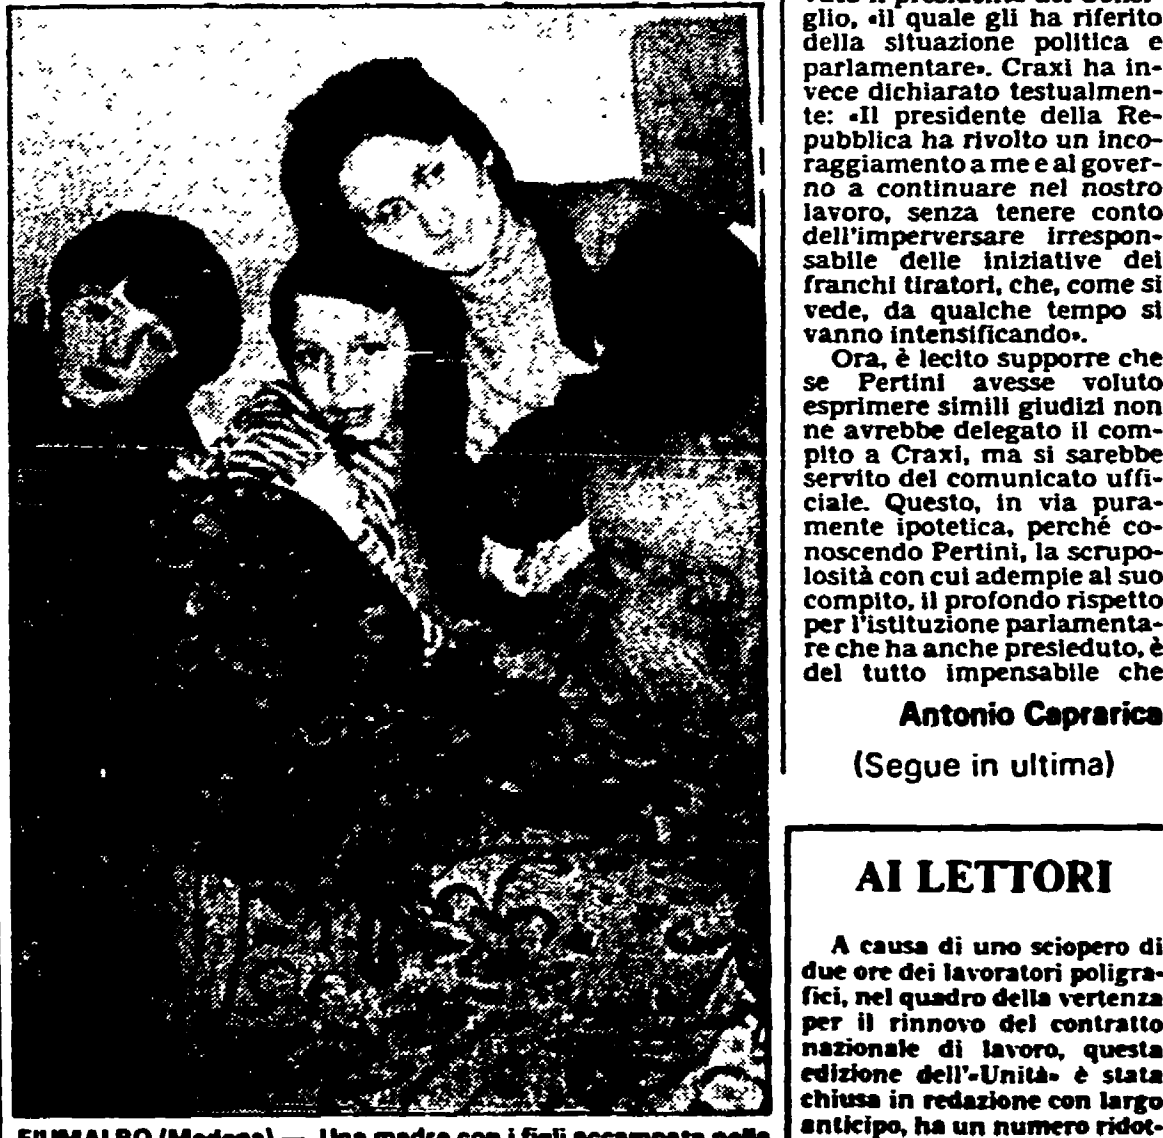 glio, «il quale gli ha riferito
della situazione politica e
parlamentare». Craxi ha in-
vece dichiarato testualmen-
te: «Il presidente della Re-
pubblica ha rivolto un inco-
raggiamento a me e al gover-
no a continuare nel nostro
lavoro, senza tenere conto
dell'imperversare irrespon-
sabile delle iniziative dei
franchi tiratori, che, come si
vede, da qualche tempo si
vanno intensificando».
Ora, è lecito supporre che
se Pertini avesse voluto
esprimere simili giudizi non
ne avrebbe delegato il com-
pito a Craxi, ma si sarebbe
servito del comunicato uffi-
ciale. Questo, in via pura-
mente ipotetica, perché co-
noscendo Pertini, la scrupo-
losità con cui adempie al suo
compito, il profondo rispetto
per l'istituzione parlamenta-
re che ha anche presieduto, è
del tutto impensabile che
Antonio Caprarica
(Segue in ultima)
AI LETTORI
A causa di uno sciopero di
due ore dei lavoratori poligra-
fici, nel quadro della vertenza
per il rinnovo del contratto
nazionale di lavoro, questa
edizione dell'«Unità» è stata
chiusa in redazione con largo
anticipo, ha un numero ridot-
FIUMALBO (Modena) — Una madre con i figli accampata nella